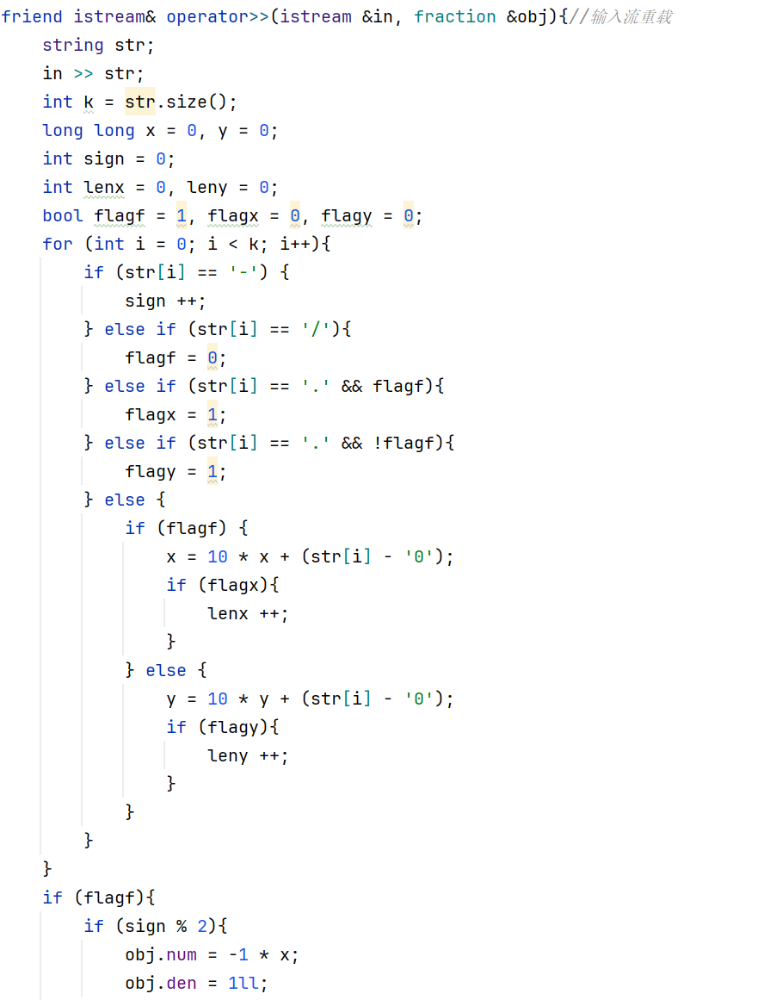 friend istream& operator>>(istream &in, fraction &obj){//输入流重载
    string str;
    in >> str;
    int k = str.size();
    long long x = 0, y = 0;
    int sign = 0;
    int lenx = 0, leny = 0;
    bool flagf = 1, flagx = 0, flagy = 0;
    for (int i = 0; i < k; i++){
        if (str[i] == '-') {
            sign ++;
        } else if (str[i] == '/'){
            flagf = 0;
        } else if (str[i] == '.' && flagf){
            flagx = 1;
        } else if (str[i] == '.' && !flagf){
            flagy = 1;
        } else {
            if (flagf) {
                x = 10 * x + (str[i] - '0');
                if (flagx){
                    lenx ++;
                }
            } else {
                y = 10 * y + (str[i] - '0');
                if (flagy){
                    leny ++;
                }
            }
        }
    }
    if (flagf){
        if (sign % 2){
            obj.num = -1 * x;
            obj.den = 1ll;